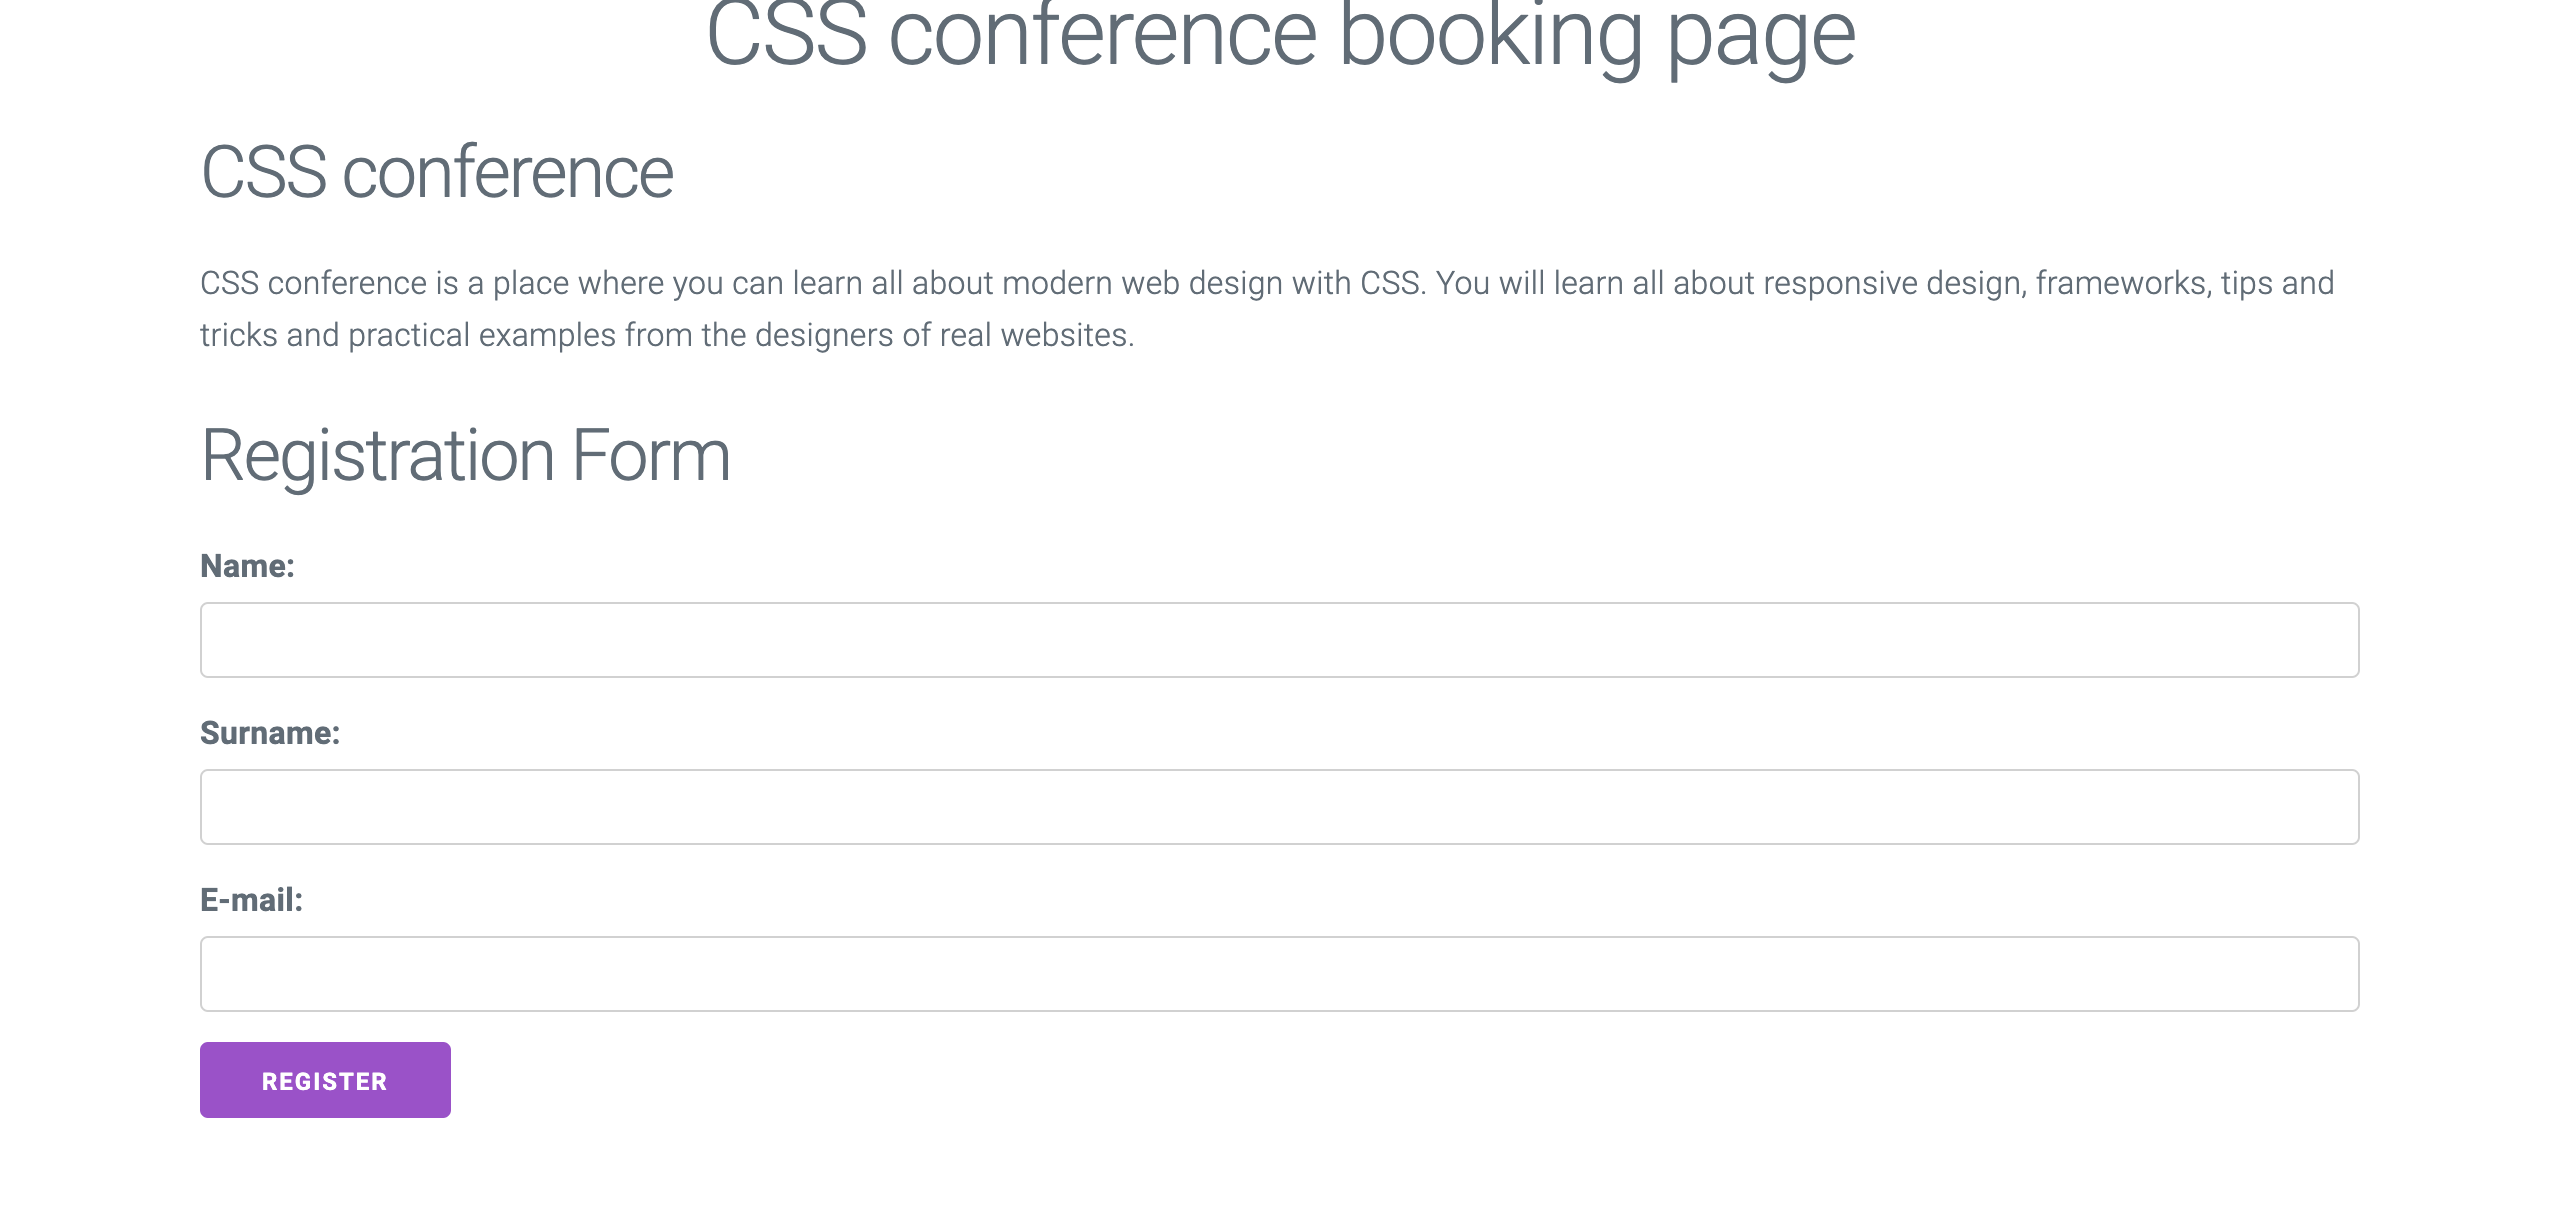 CSS conference booking page
CSS conference
CSS conference is a place where you can learn all about modern web design with CSS. You will learn all about responsive design, frameworks, tips and
tricks and practical examples from the designers of real websites.
Registration Form
Name:
Surname:
E-mail:
REGISTER